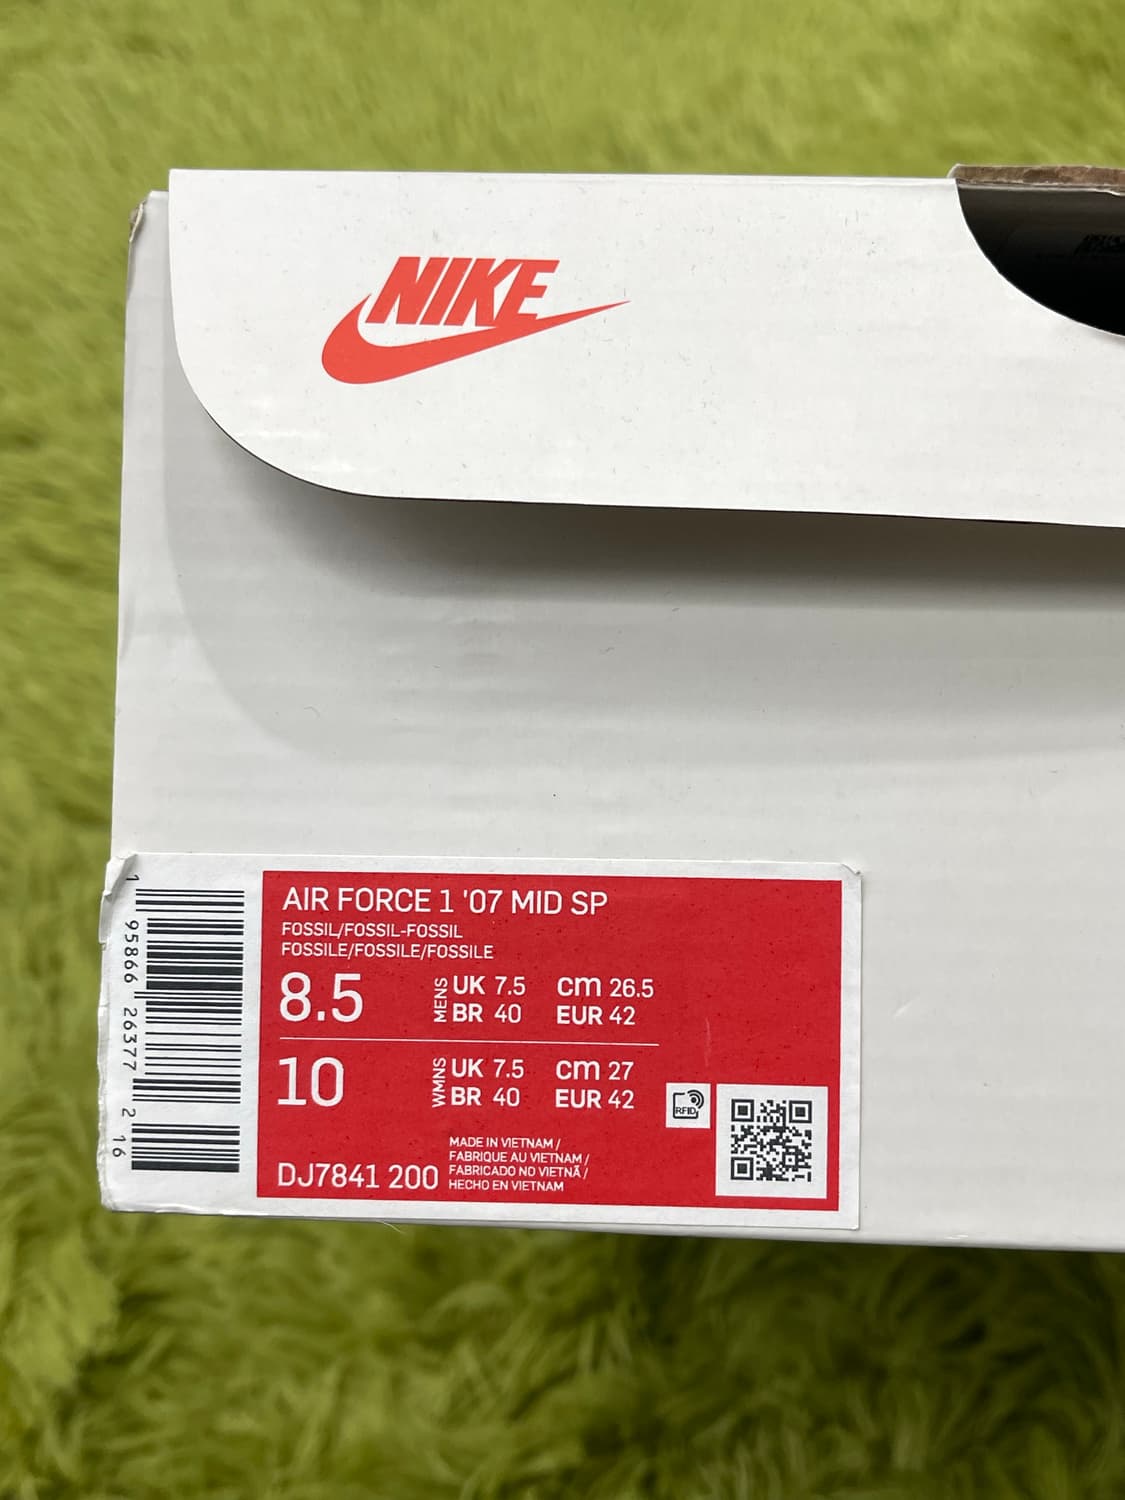 NIKE
AIR FORCE 1 '07 MID SP
FOSSIL/FOSSIL-FOSSIL
FOSSILE/FOSSILE/FOSSILE
8.5 MENS UK 7.5 cm 26.5
BR 40 EUR 42
10 WMNS UK 7.5 cm 27
BR 40 EUR 42
RFID
DJ7841 200
MADE IN VIETNAM /
FABRIQUE AU VIETNAM /
FABRICADO NO VIETNÃ /
HECHO EN VIETNAM
1 95866 26377 2 16